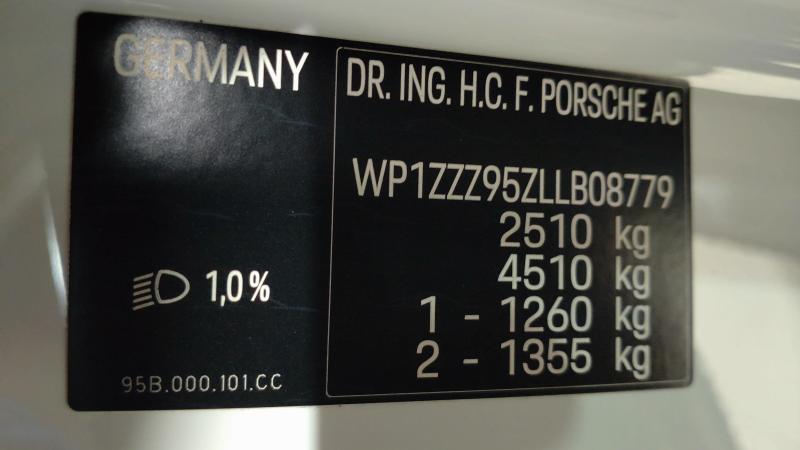 GERMANY
1,0%
95B.000.101.CC
DR. ING. H.C. F. PORSCHE AG
WP1ZZZ95ZLLB08779
2510 kg
4510 kg
1 - 1260 kg
2 - 1355 kg